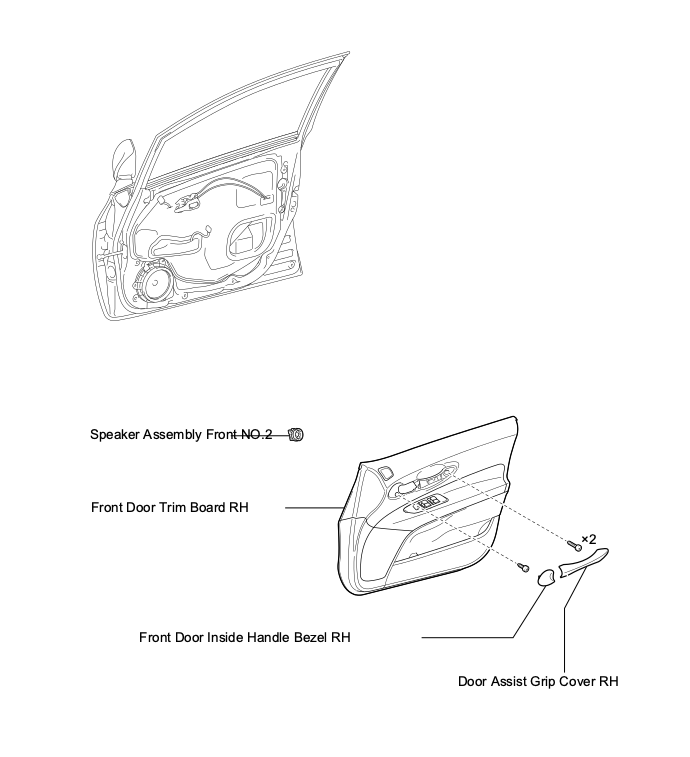 Speaker Assembly Front NO.2
Front Door Trim Board RH
×2
Front Door Inside Handle Bezel RH
Door Assist Grip Cover RH